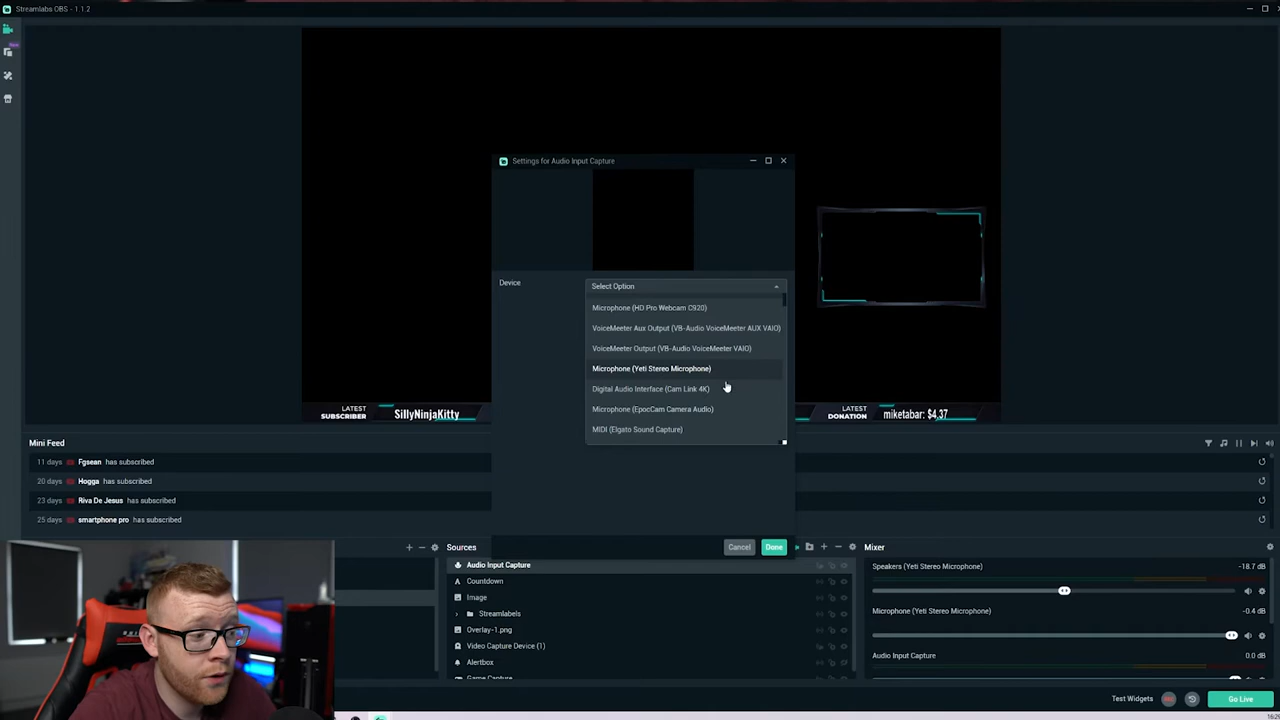 Streamlabs OBS - 1.1.2
New
Settings for Audio Input Capture
Device
Select Option
Microphone (HD Pro Webcam C920)
VoiceMeeter Aux Output (VB-Audio VoiceMeeter AUX VAIO)
VoiceMeeter Output (VB-Audio VoiceMeeter VAIO)
Microphone (Yeti Stereo Microphone)
Digital Audio Interface (Cam Link 4K)
Microphone (EpocCam Camera Audio)
MIDI (Elgato Sound Capture)
LATEST SUBSCRIBER
SillyNinjaKitty
LATEST DONATION
miketabar: $4.37
Mini Feed
11 days Fgsean has subscribed
20 days Hogga has subscribed
23 days Riva De Jesus has subscribed
25 days smartphone pro has subscribed
Cancel
Done
Sources
Audio Input Capture
Countdown
Image
Streamlabels
Overlay-1.png
Video Capture Device (1)
Alertbox
Game Capture
Mixer
Speakers (Yeti Stereo Microphone) -18.7 dB
Microphone (Yeti Stereo Microphone) -0.4 dB
Audio Input Capture 0.0 dB
Test Widgets
REC
Go Live